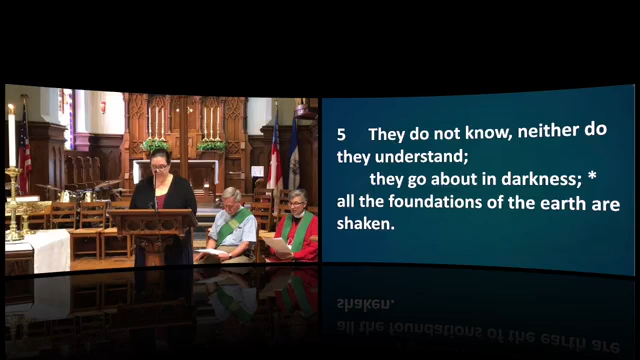 5 They do not know, neither do
they understand;
they go about in darkness; *
all the foundations of the earth are
shaken.